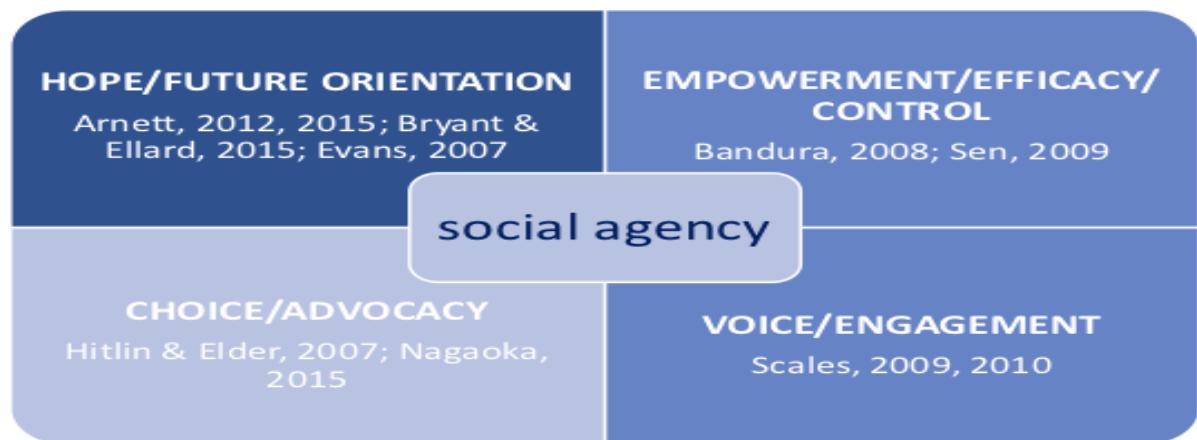 HOPE/FUTURE ORIENTATION
Arnett, 2012, 2015; Bryant &
Ellard, 2015; Evans, 2007
EMPOWERMENT/EFFICACY/
CONTROL
Bandura, 2008; Sen, 2009
social agency
CHOICE/ADVOCACY
Hitlin & Elder, 2007; Nagaoka,
2015
VOICE/ENGAGEMENT
Scales, 2009, 2010